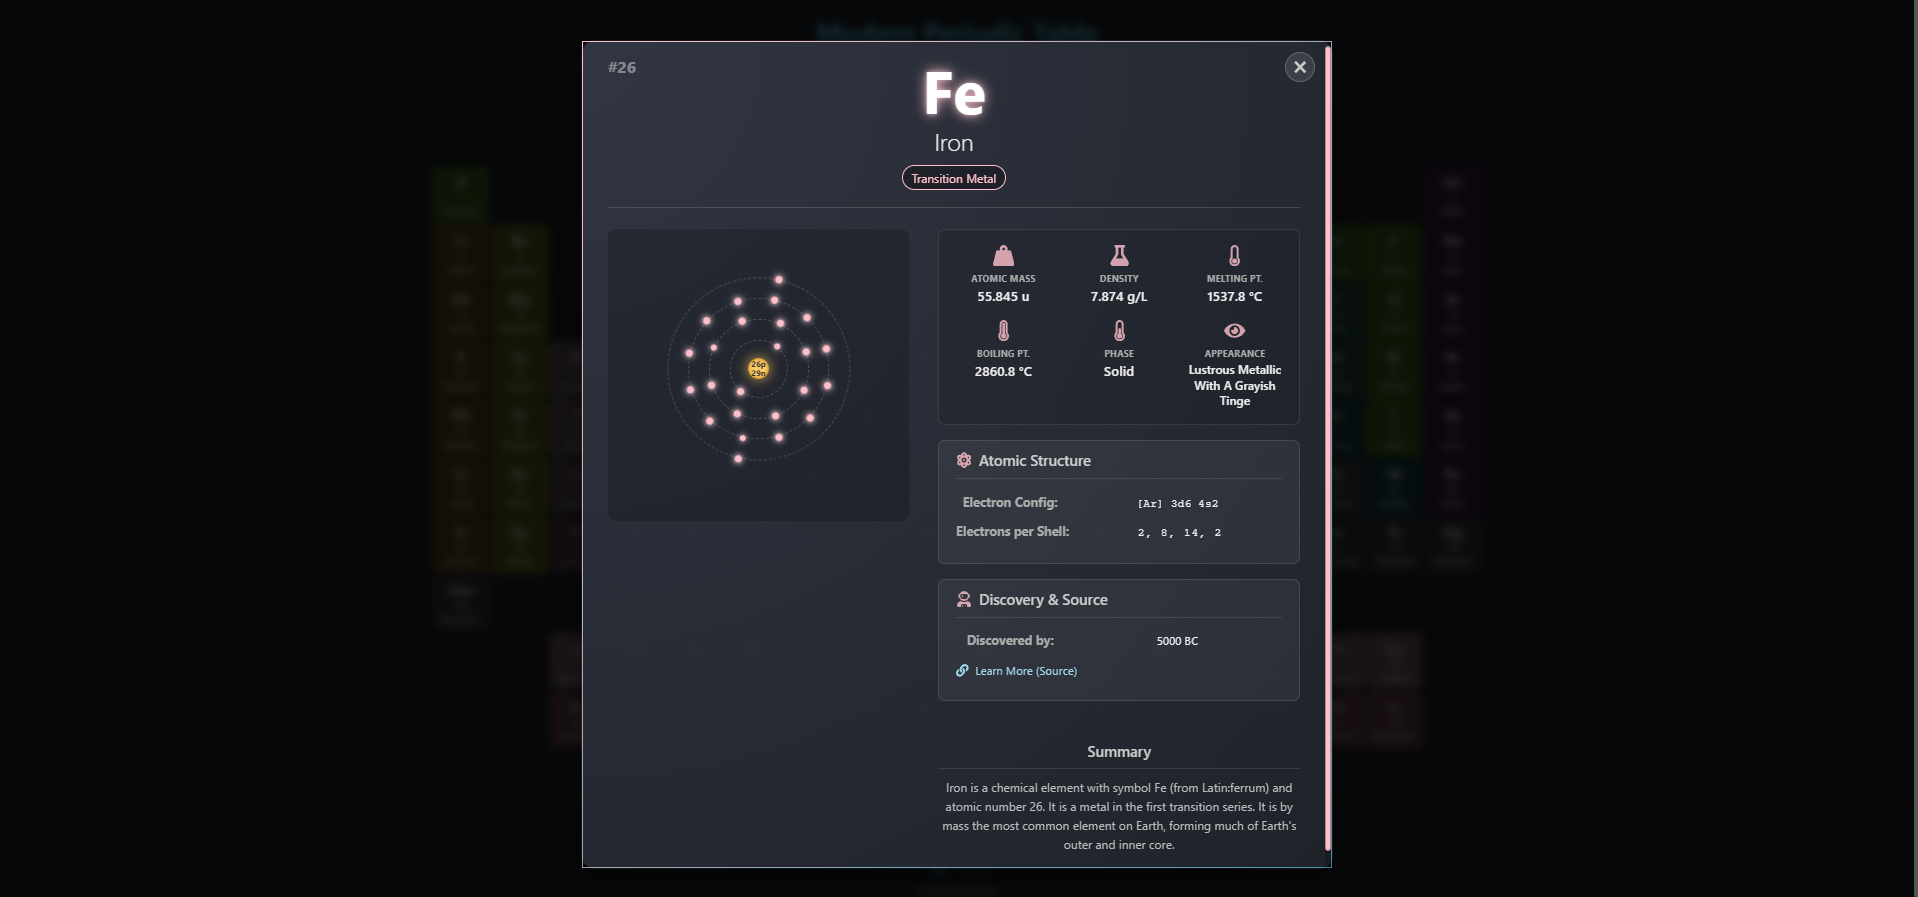 Modern Periodic Table
#26
Fe
Iron
Transition Metal
26p
29n
ATOMIC MASS
55.845 u
DENSITY
7.874 g/L
MELTING PT.
1537.8 °C
BOILING PT.
2860.8 °C
PHASE
Solid
APPEARANCE
Lustrous Metallic
With A Grayish
Tinge
Atomic Structure
Electron Config:
[Ar] 3d6 4s2
Electrons per Shell:
2, 8, 14, 2
Discovery & Source
Discovered by:
5000 BC
Learn More (Source)
Summary
Iron is a chemical element with symbol Fe (from Latin:ferrum) and
atomic number 26. It is a metal in the first transition series. It is by
mass the most common element on Earth, forming much of Earth's
outer and inner core.